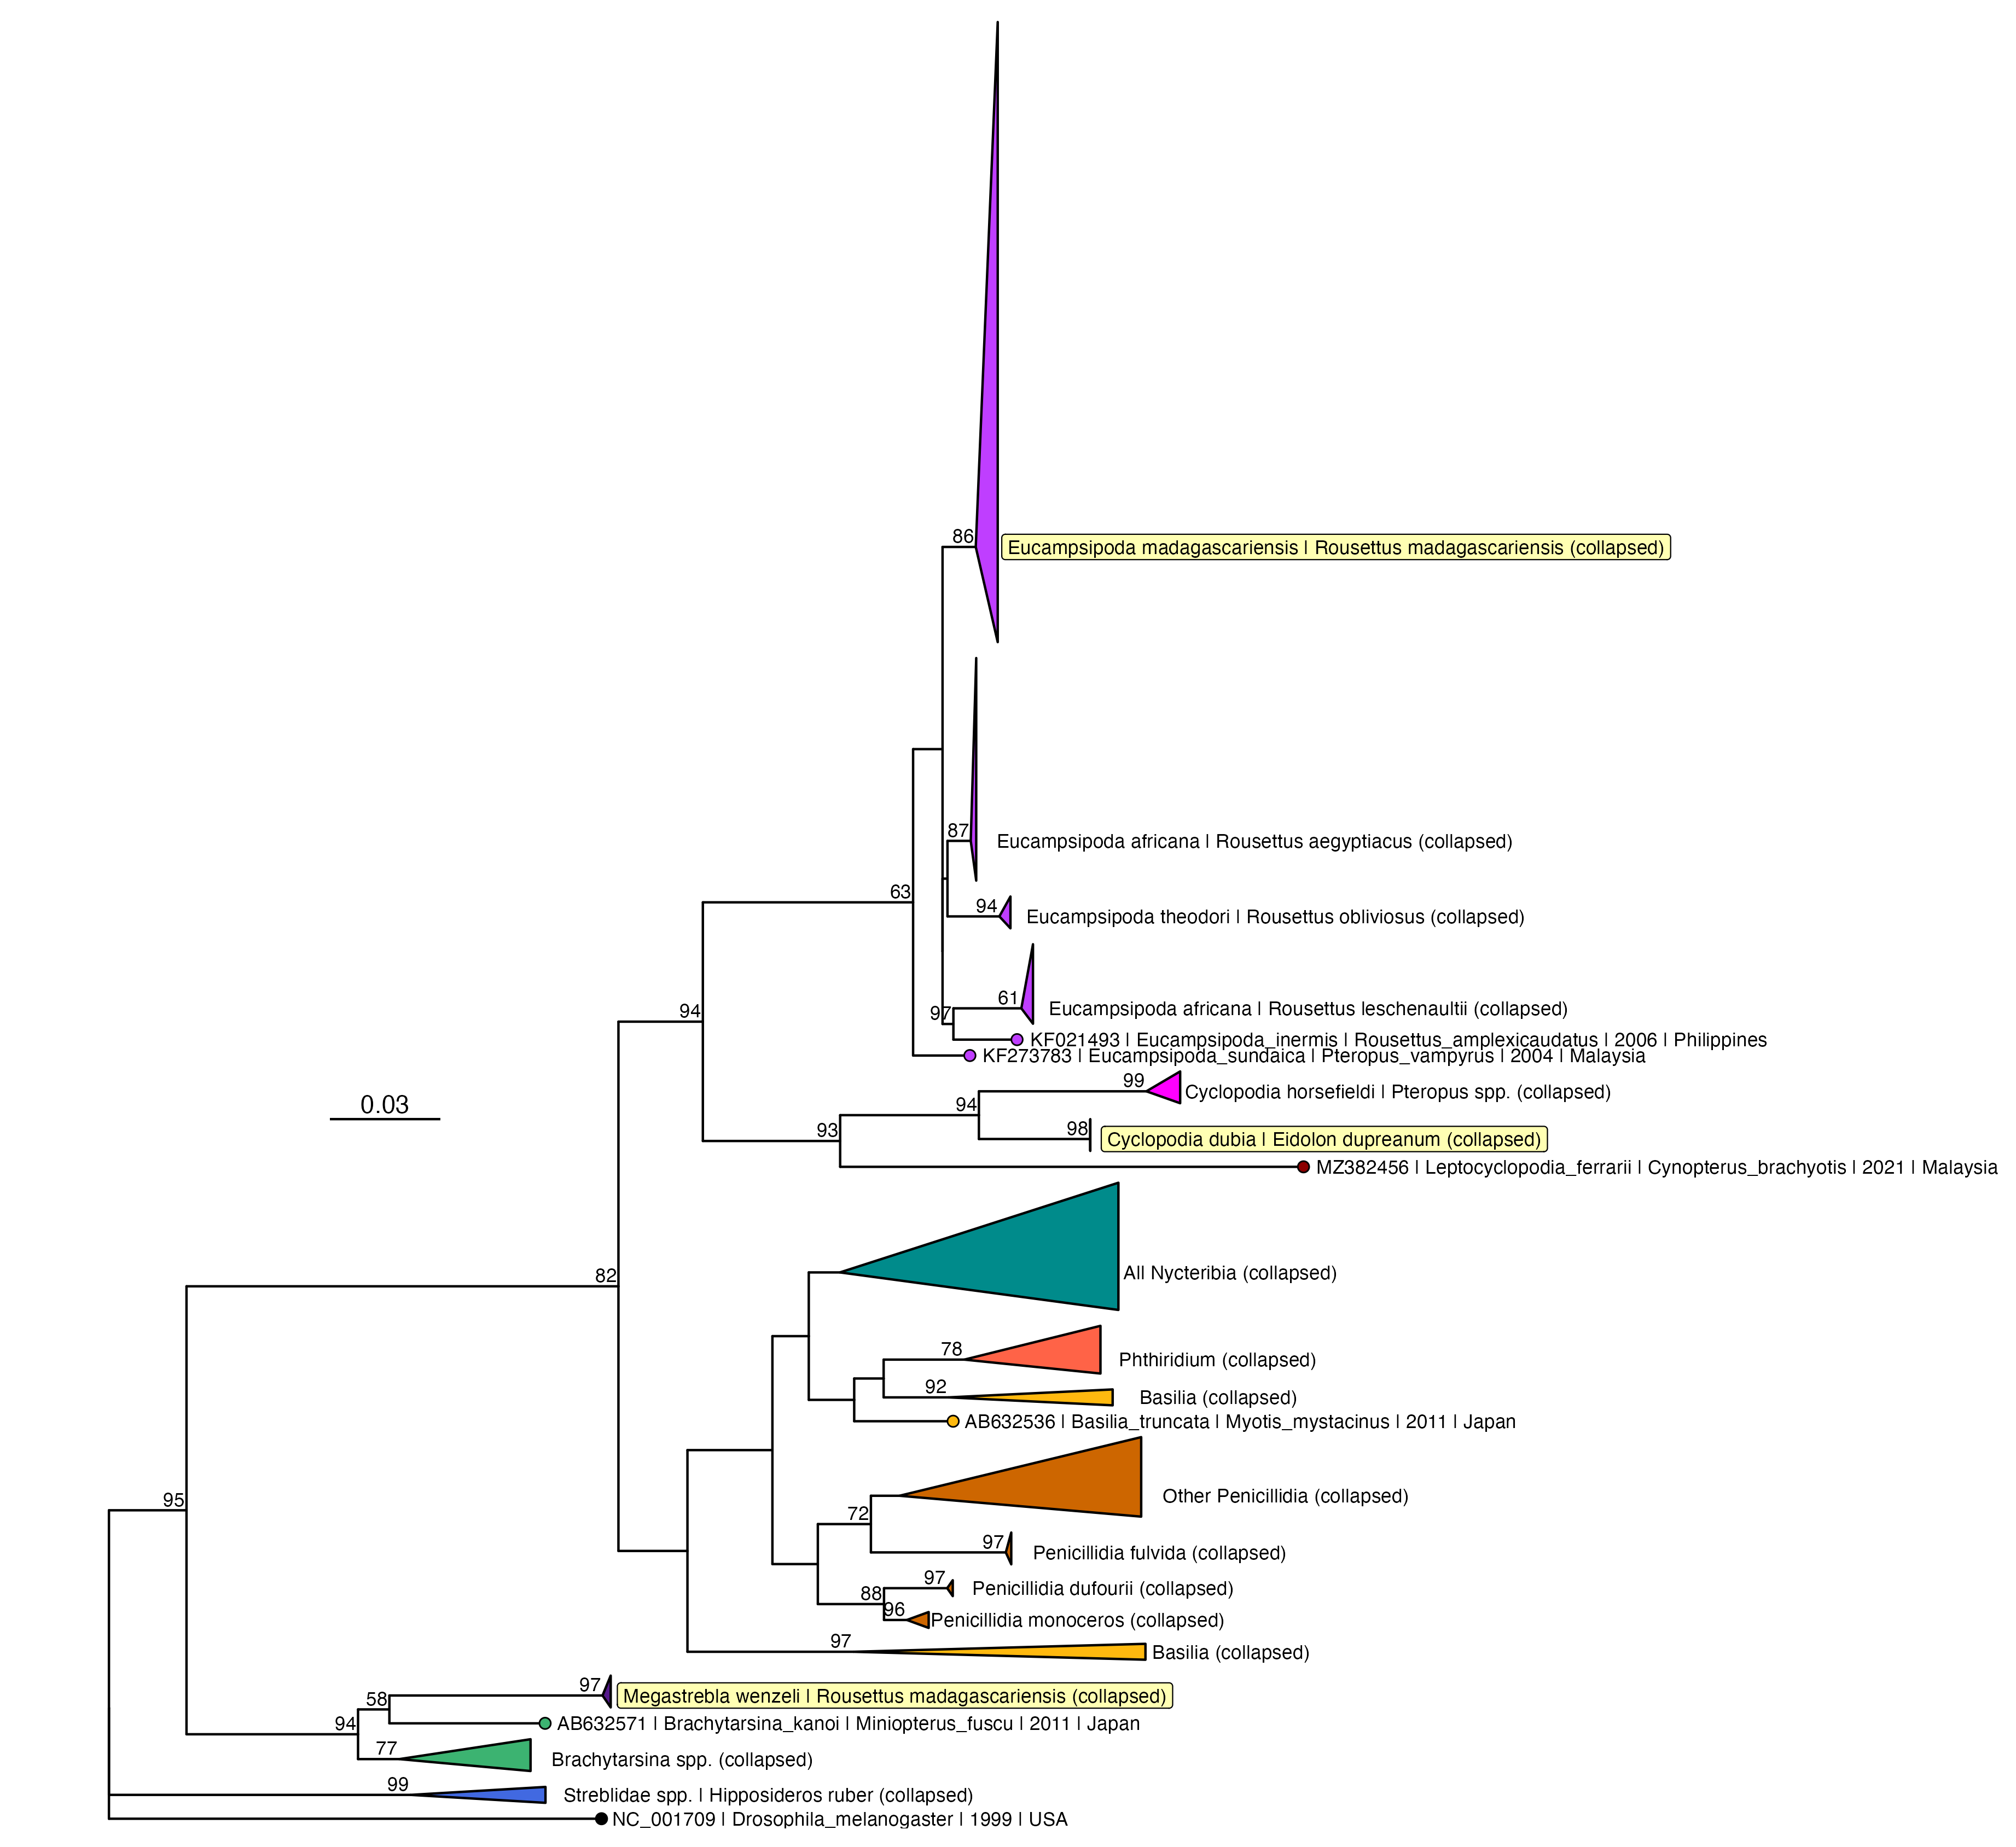 86
Eucampsipoda madagascariensis | Rousettus madagascariensis (collapsed)
87
Eucampsipoda africana | Rousettus aegyptiacus (collapsed)
63
94
Eucampsipoda theodori | Rousettus obliviosus (collapsed)
61
94
97
Eucampsipoda africana | Rousettus leschenaultii (collapsed)
KF021493 | Eucampsipoda_inermis | Rousettus_amplexicaudatus | 2006 | Philippines
KF273783 | Eucampsipoda_sundaica | Pteropus_vampyrus | 2004 | Malaysia
99
Cyclopodia horsefieldi | Pteropus spp. (collapsed)
0.03
94
93
98
Cyclopodia dubia | Eidolon dupreanum (collapsed)
MZ382456 | Leptocyclopodia_ferrarii | Cynopterus_brachyotis | 2021 | Malaysia
82
All Nycteribia (collapsed)
78
Phthiridium (collapsed)
92
Basilia (collapsed)
AB632536 | Basilia_truncata | Myotis_mystacinus | 2011 | Japan
95
Other Penicillidia (collapsed)
72
97
Penicillidia fulvida (collapsed)
97
88
Penicillidia dufourii (collapsed)
96
Penicillidia monoceros (collapsed)
97
Basilia (collapsed)
97
58
Megastrebla wenzeli | Rousettus madagascariensis (collapsed)
94
AB632571 | Brachytarsina_kanoi | Miniopterus_fuscu | 2011 | Japan
77
Brachytarsina spp. (collapsed)
99
Streblidae spp. | Hipposideros ruber (collapsed)
NC_001709 | Drosophila_melanogaster | 1999 | USA